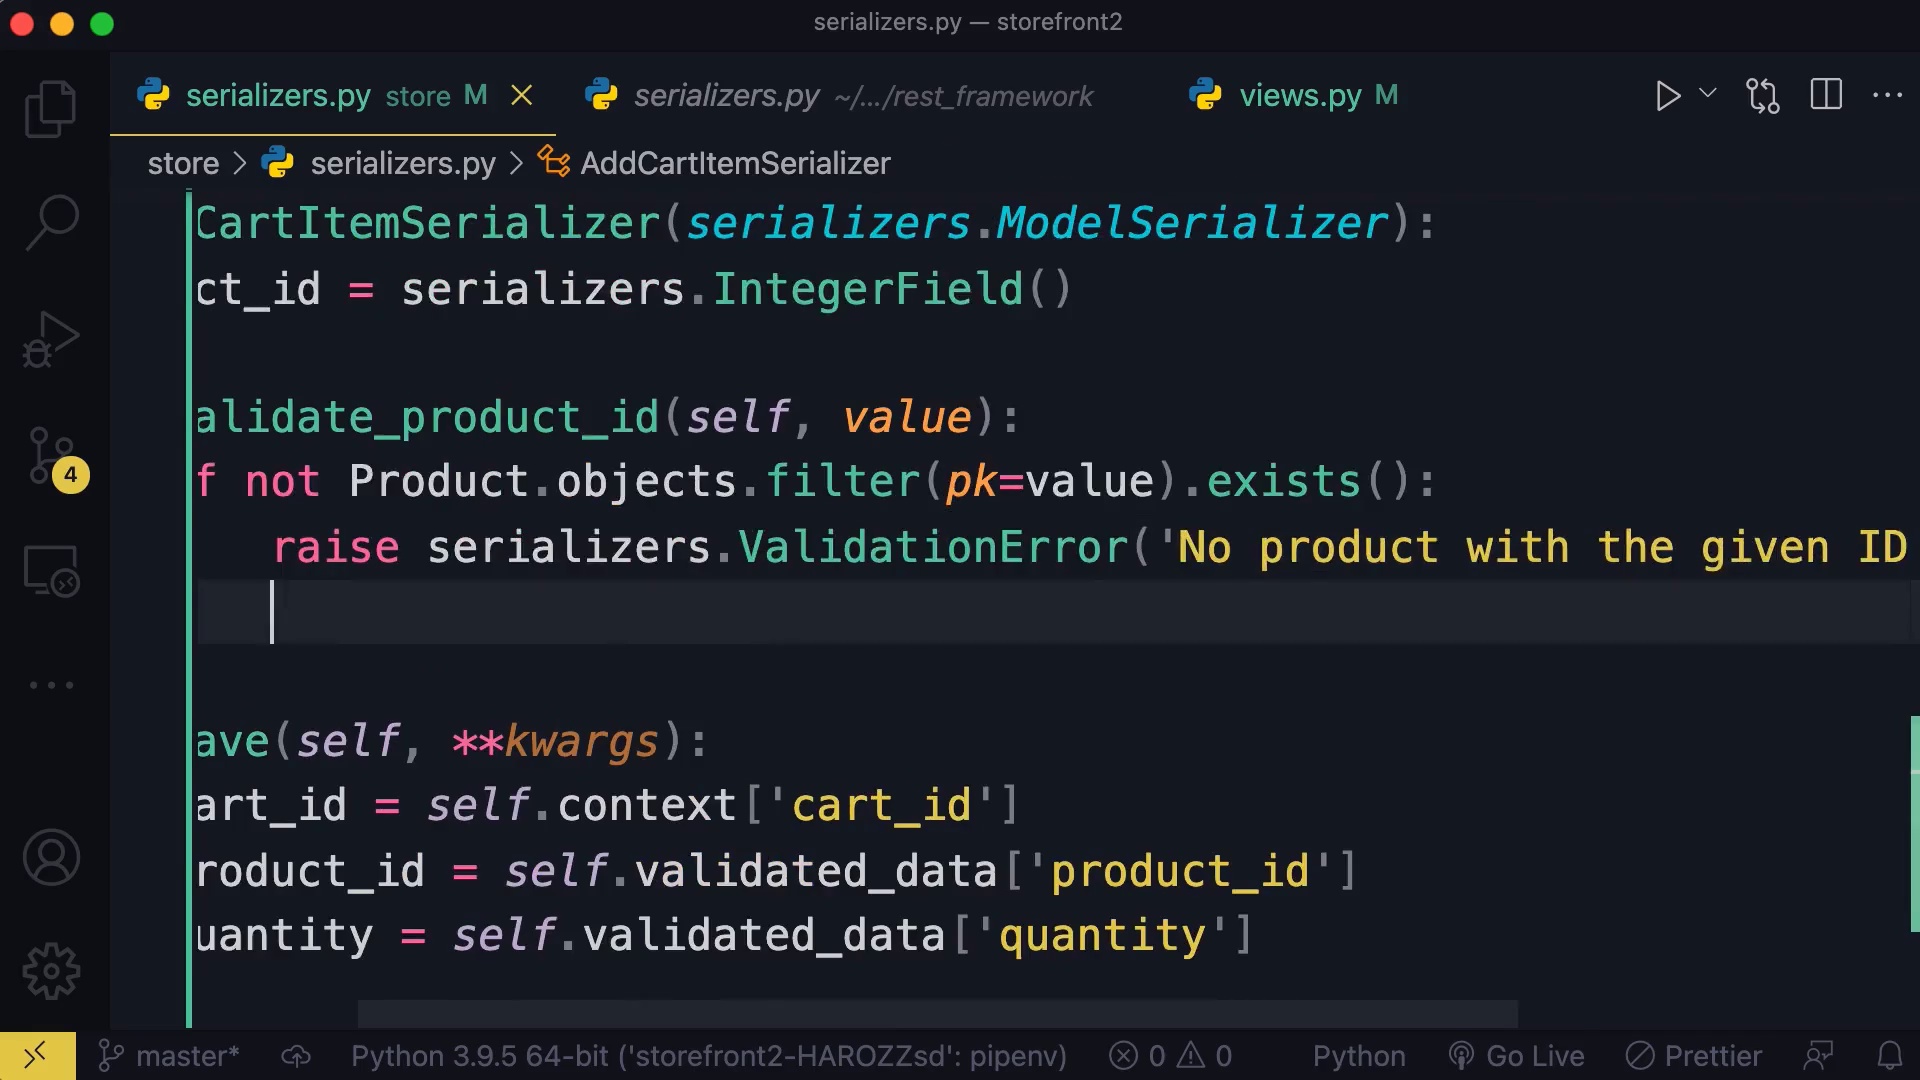 serializers.py — storefront2
serializers.py store M serializers.py ~/.../rest_framework views.py M
store > serializers.py > AddCartItemSerializer
CartItemSerializer(serializers.ModelSerializer):
ct_id = serializers.IntegerField()
alidate_product_id(self, value):
f not Product.objects.filter(pk=value).exists():
raise serializers.ValidationError('No product with the given ID
4
ave(self, **kwargs):
art_id = self.context['cart_id']
roduct_id = self.validated_data['product_id']
uantity = self.validated_data['quantity']
master* Python 3.9.5 64-bit ('storefront2-HAROZZsd': pipenv) 0 0 Python Go Live Prettier